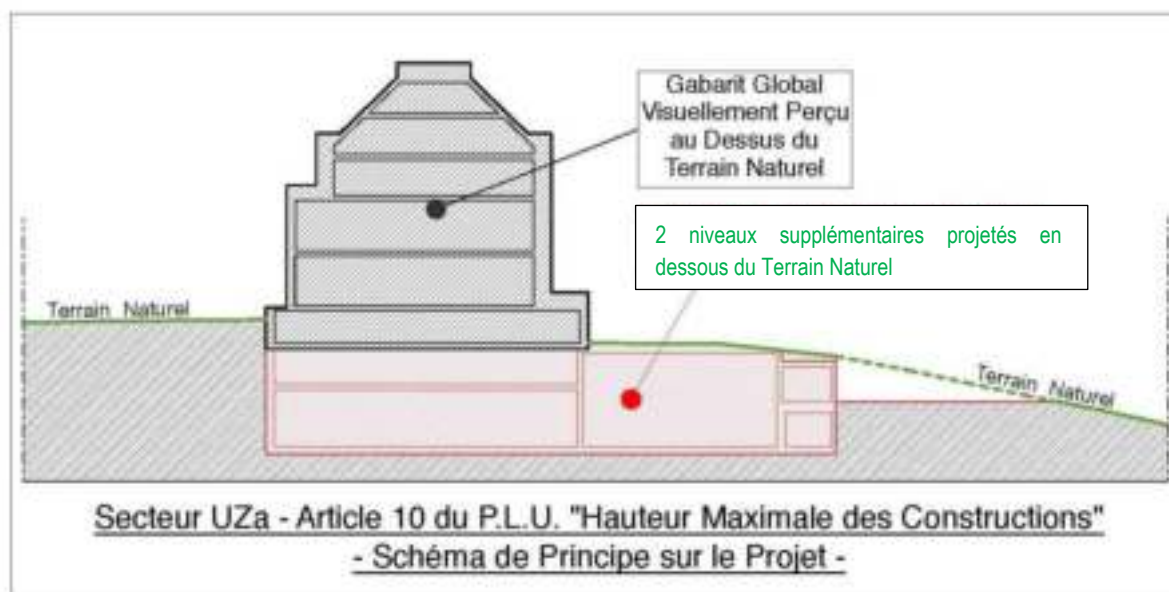 Gabarit Global
Visuellement Perçu
au Dessus du
Terrain Naturel
2 niveaux supplémentaires projetés en
dessous du Terrain Naturel
Terrain Naturel
Terrain Naturel
Secteur UZa - Article 10 du P.L.U. "Hauteur Maximale des Constructions"
- Schéma de Principe sur le Projet -